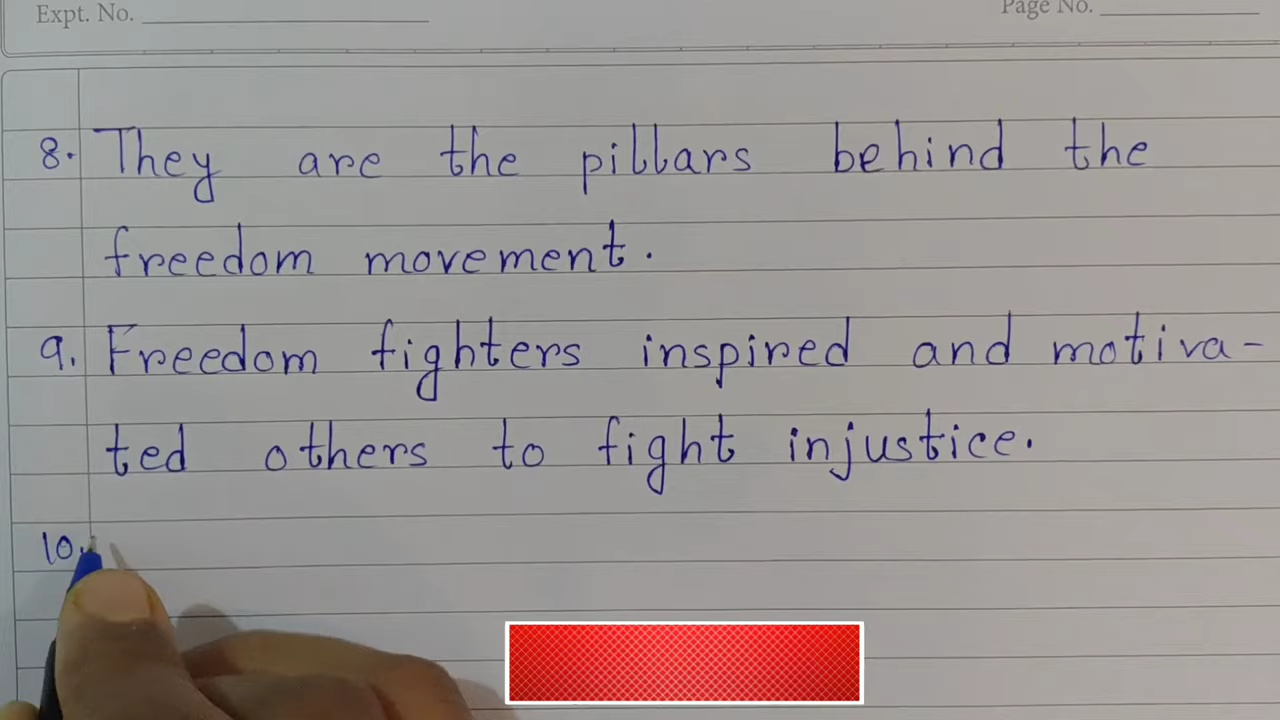 Expt. No.
Page No.
8. They are the pillars behind the
freedom movement.
9. Freedom fighters inspired and motiva-
ted others to fight injustice.
10.